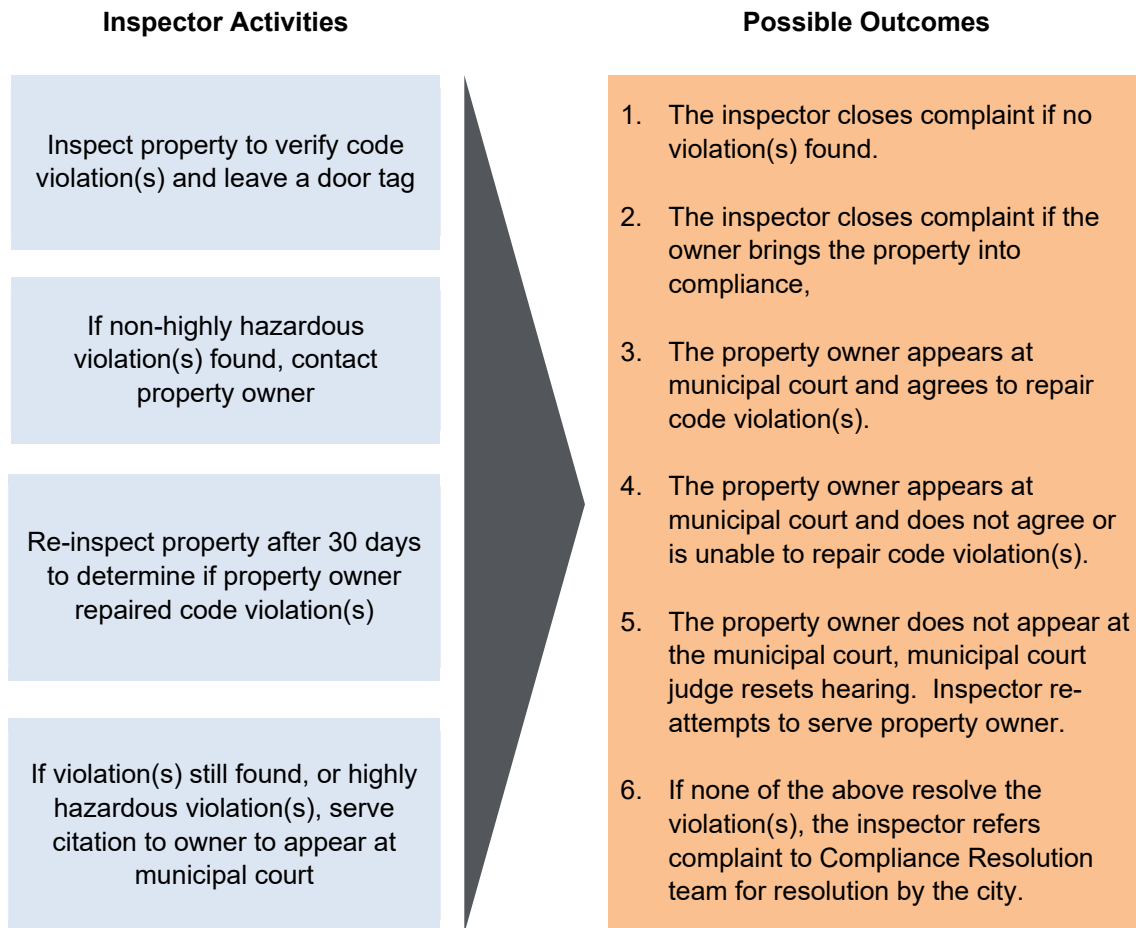 Inspector Activities
Inspect property to verify code
violation(s) and leave a door tag
If non-highly hazardous
violation(s) found, contact
property owner
Re-inspect property after 30 days
to determine if property owner
repaired code violation(s)
If violation(s) still found, or highly
hazardous violation(s), serve
citation to owner to appear at
municipal court
Possible Outcomes
1. The inspector closes complaint if no
violation(s) found.
2. The inspector closes complaint if the
owner brings the property into
compliance,
3. The property owner appears at
municipal court and agrees to repair
code violation(s).
4. The property owner appears at
municipal court and does not agree or
is unable to repair code violation(s).
5. The property owner does not appear at
the municipal court, municipal court
judge resets hearing.  Inspector re-
attempts to serve property owner.
6. If none of the above resolve the
violation(s), the inspector refers
complaint to Compliance Resolution
team for resolution by the city.